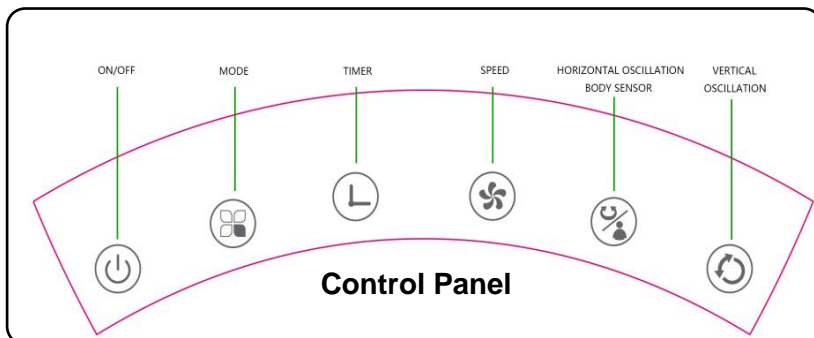 ON/OFF
MODE
TIMER
SPEED
HORIZONTAL OSCILLATION
BODY SENSOR
VERTICAL
OSCILLATION
Control Panel